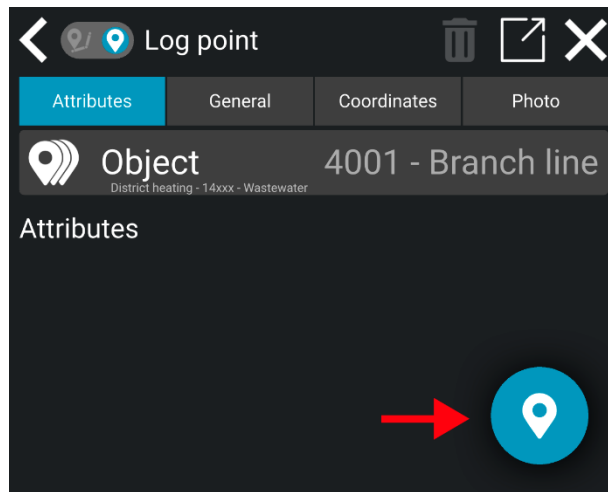 Log point
Attributes General Coordinates Photo
Object 4001 - Branch line
District heating - 14xxx - Wastewater
Attributes